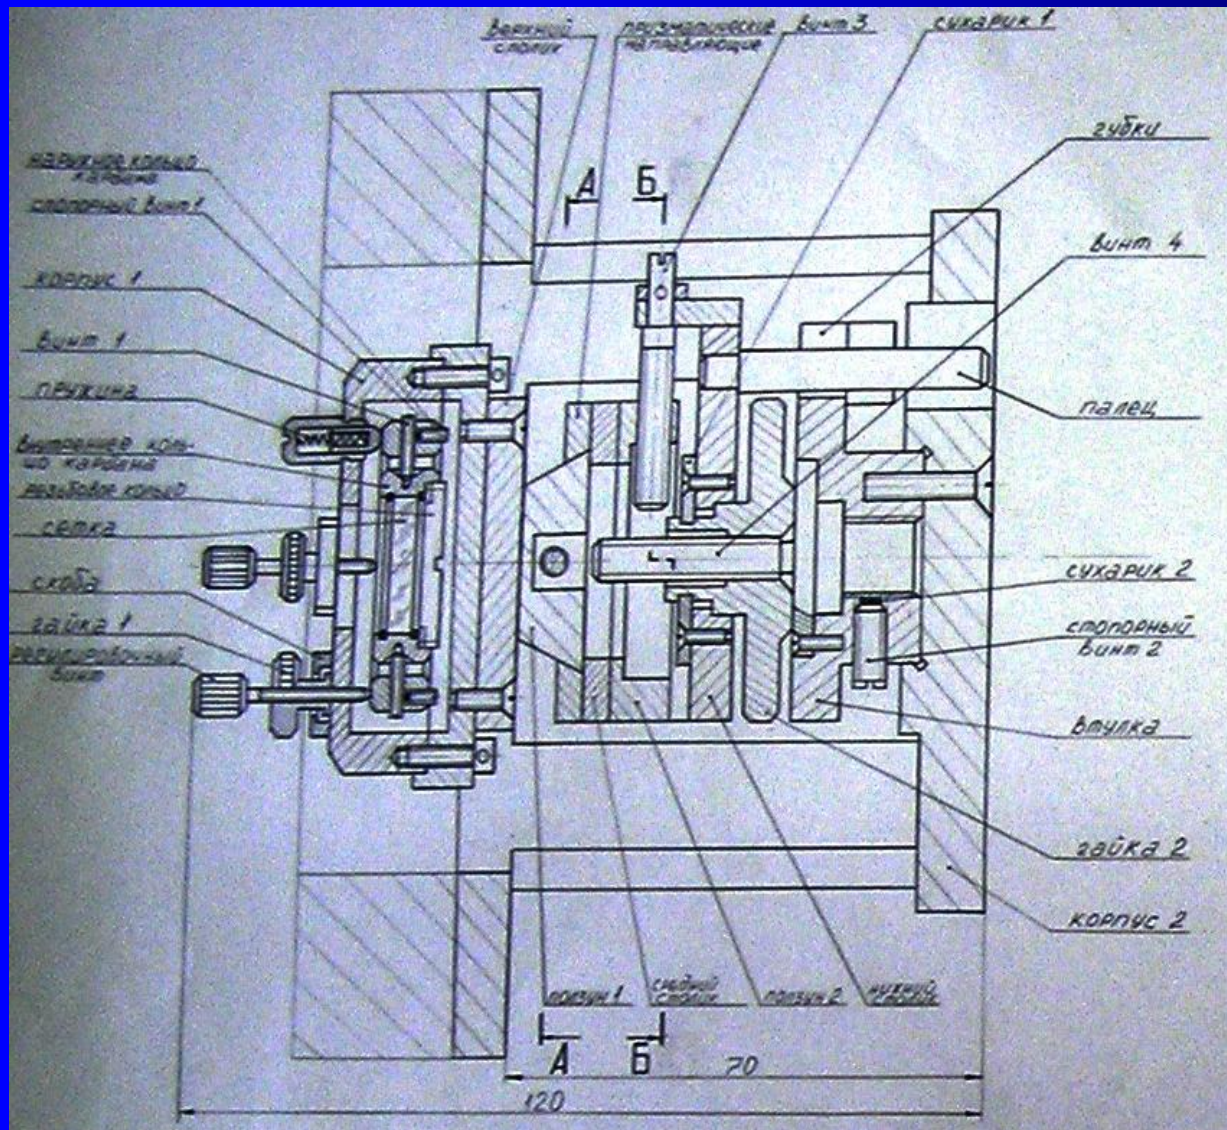 верхний
столик
призматические
направляющие
винт 3
сухарик 1
губки
винт 4
палец
сухарик 2
стопорный
винт 2
втулка
гайка 2
корпус 2
наружное кольцо
кардана
стопорный винт 1
корпус 1
винт 1
пружина
внутреннее коль-
цо кардана
резьбовое кольцо
сетка
скоба
гайка 1
регулировочный
винт
А Б
ползун 1
средний
столик
ползун 2
нижний
столик
А Б
70
120